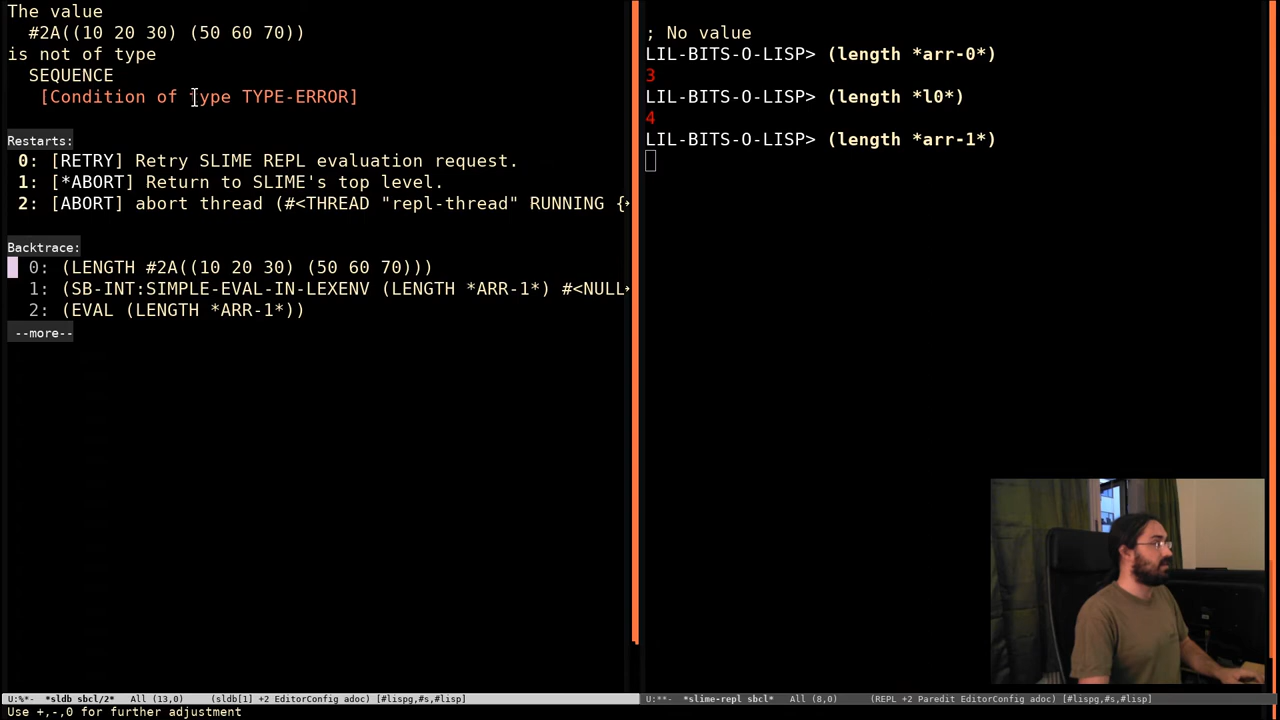 The value
#2A((10 20 30) (50 60 70))
is not of type
SEQUENCE
[Condition of type TYPE-ERROR]
Restarts:
0: [RETRY] Retry SLIME REPL evaluation request.
1: [*ABORT] Return to SLIME's top level.
2: [ABORT] abort thread (#<THREAD "repl-thread" RUNNING {
Backtrace:
0: (LENGTH #2A((10 20 30) (50 60 70)))
1: (SB-INT:SIMPLE-EVAL-IN-LEXENV (LENGTH *ARR-1*) #<NULL
2: (EVAL (LENGTH *ARR-1*))
--more--
U:%*- *sldb sbcl/2* All (13,0) (sldb[1] +2 EditorConfig adoc) [#lispg,#s,#lisp]
Use +,-,0 for further adjustment
; No value
LIL-BITS-O-LISP> (length *arr-0*)
3
LIL-BITS-O-LISP> (length *l0*)
4
LIL-BITS-O-LISP> (length *arr-1*)
U:**- *slime-repl sbcl* All (8,0) (REPL +2 Paredit EditorConfig adoc) [#lispg,#s,#lisp]